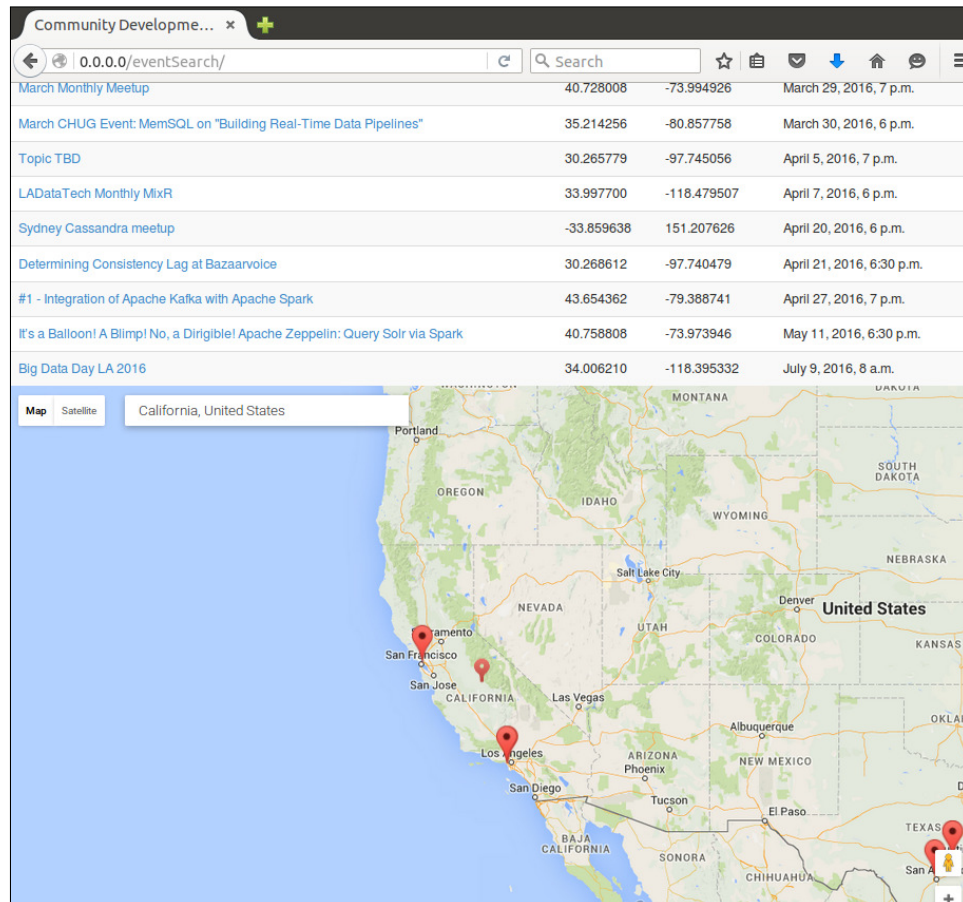 Community Developme... ×
0.0.0.0/eventSearch/
Search
March Monthly Meetup 40.728008 -73.994926 March 29, 2016, 7 p.m.
March CHUG Event: MemSQL on "Building Real-Time Data Pipelines" 35.214256 -80.857758 March 30, 2016, 6 p.m.
Topic TBD 30.265779 -97.745056 April 5, 2016, 7 p.m.
LADataTech Monthly MixR 33.997700 -118.479507 April 7, 2016, 6 p.m.
Sydney Cassandra meetup -33.859638 151.207626 April 20, 2016, 6 p.m.
Determining Consistency Lag at Bazaarvoice 30.268612 -97.740479 April 21, 2016, 6:30 p.m.
#1 - Integration of Apache Kafka with Apache Spark 43.654362 -79.388741 April 27, 2016, 7 p.m.
It's a Balloon! A Blimp! No, a Dirigible! Apache Zeppelin: Query Solr via Spark 40.758808 -73.973946 May 11, 2016, 6:30 p.m.
Big Data Day LA 2016 34.006210 -118.395332 July 9, 2016, 8 a.m.
Map Satellite California, United States
MONTANA
DAKOTA
Portland
SOUTH
DAKOTA
OREGON
IDAHO
WYOMING
NEBRASKA
Salt Lake City
Denver
United States
NEVADA
UTAH
COLORADO
KANSAS
San Francisco
San Jose
CALIFORNIA
Las Vegas
Albuquerque
Los Angeles
ARIZONA
NEW MEXICO
Phoenix
San Diego
Tucson
El Paso
TEXAS
BAJA
CALIFORNIA
SONORA
CHIHUAHUA